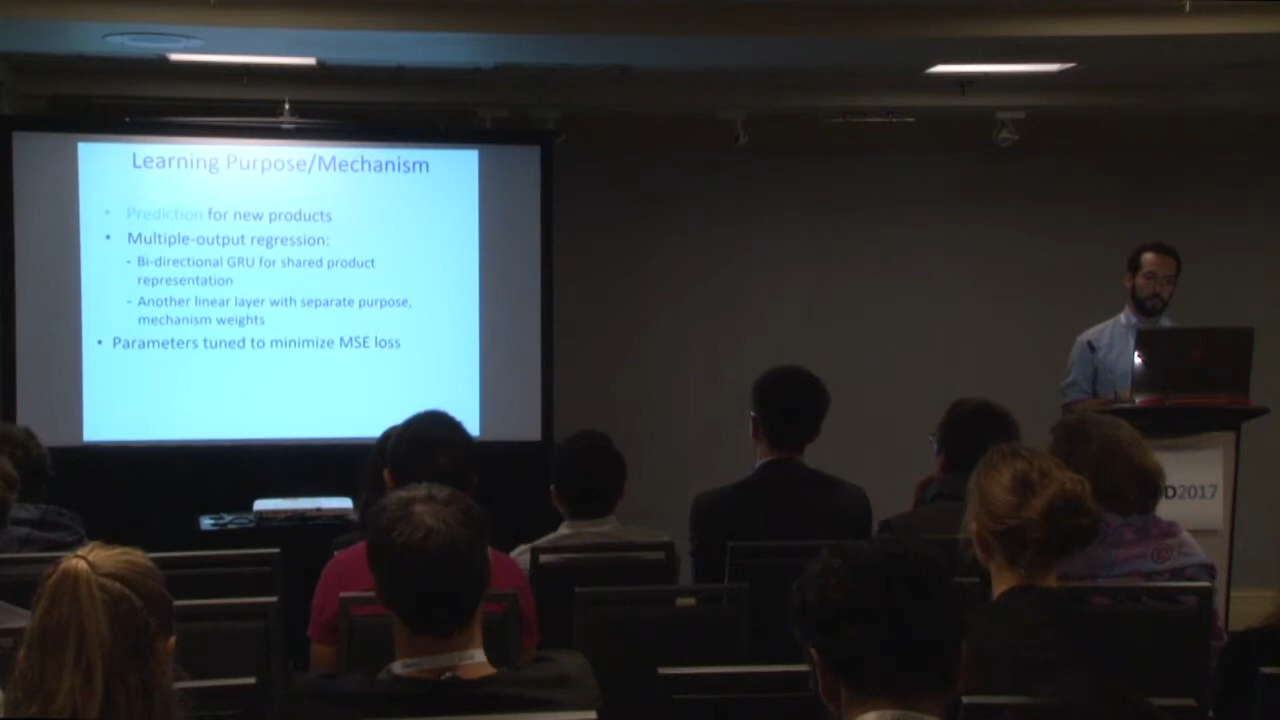 Learning Purpose/Mechanism
• Prediction for new products
• Multiple-output regression:
- Bi-directional GRU for shared product
representation
- Another linear layer with separate purpose,
mechanism weights
• Parameters tuned to minimize MSE loss
D2017